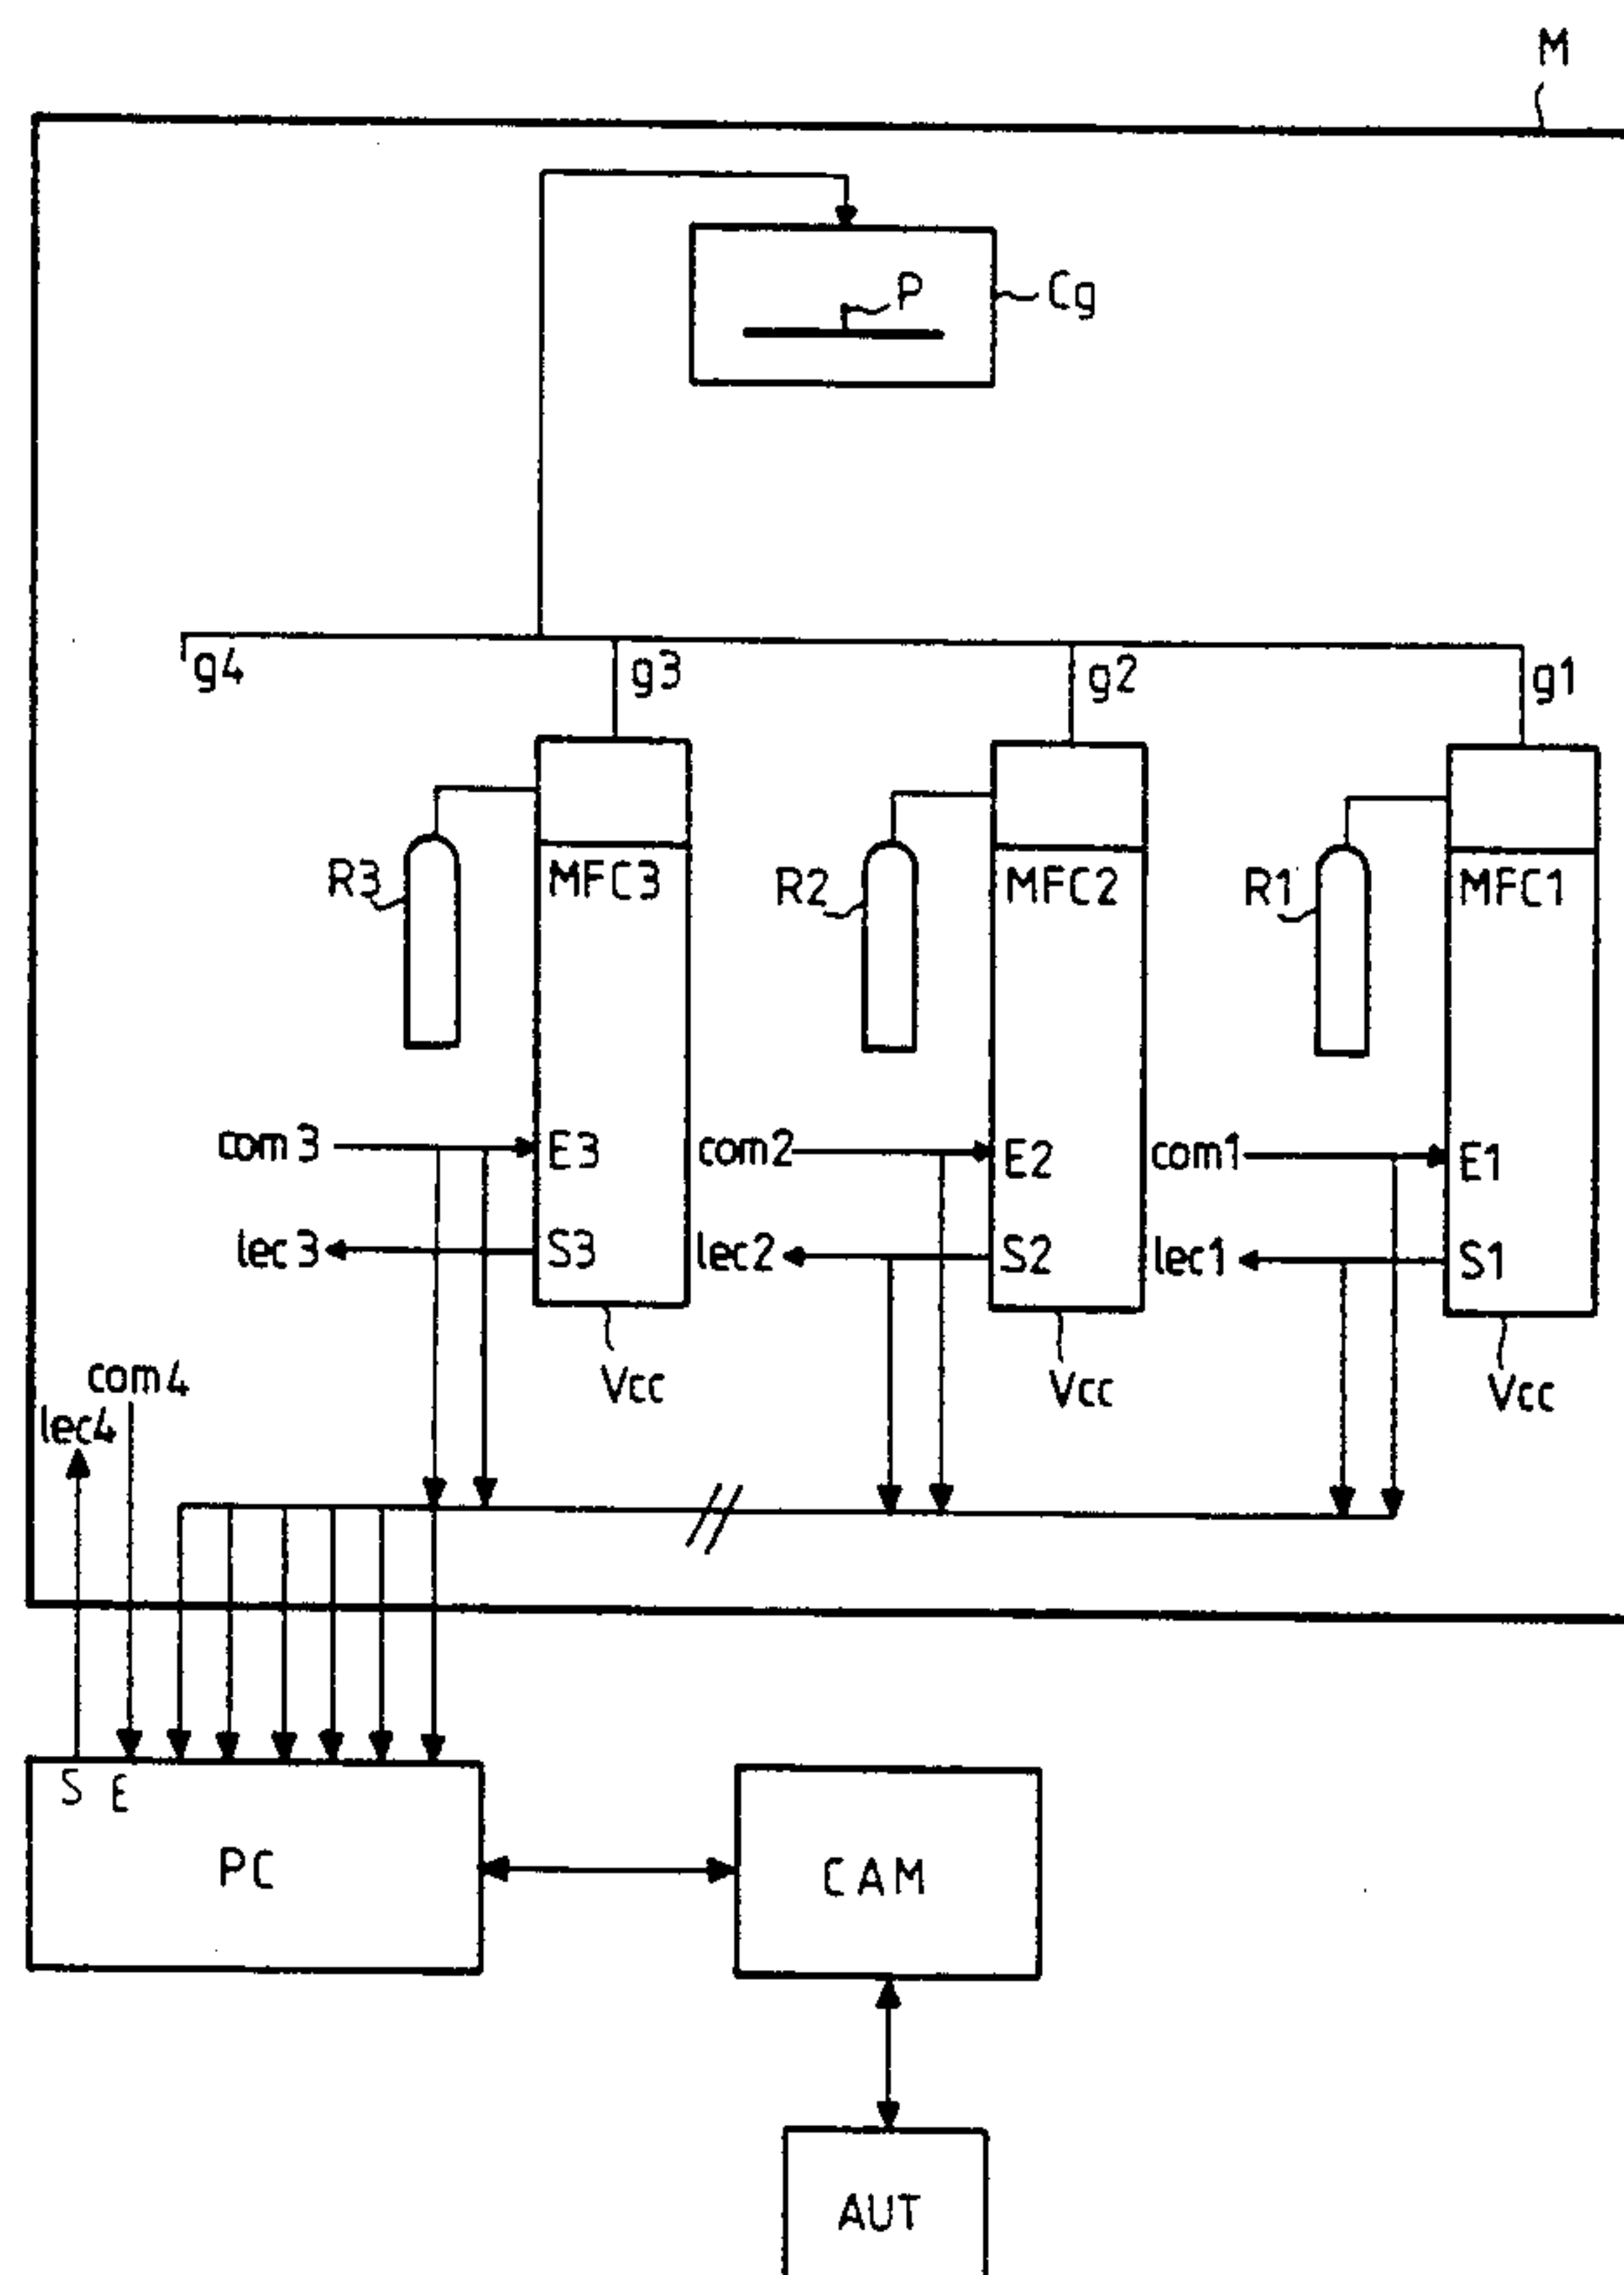 M
P
Cg
g4
g3
g2
g1
R3
MFC3
R2
MFC2
R1
MFC1
com3
E3
com2
E2
com1
E1
lec3
S3
lec2
S2
lec1
S1
Vcc
Vcc
Vcc
com4
lec4
//
S E
PC
CAM
AUT